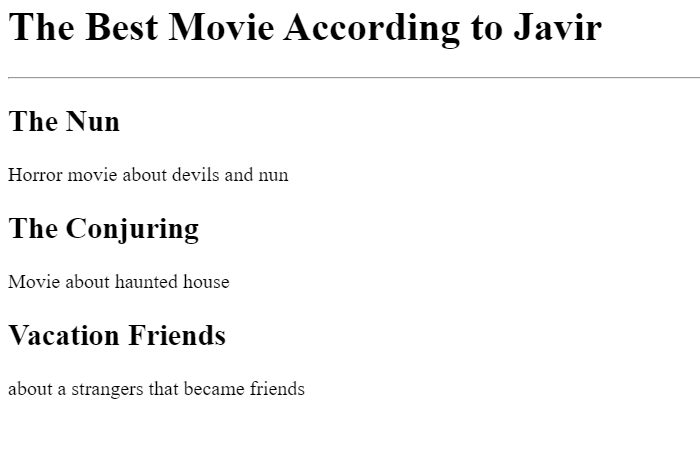 The Best Movie According to Javir
The Nun
Horror movie about devils and nun
The Conjuring
Movie about haunted house
Vacation Friends
about a strangers that became friends